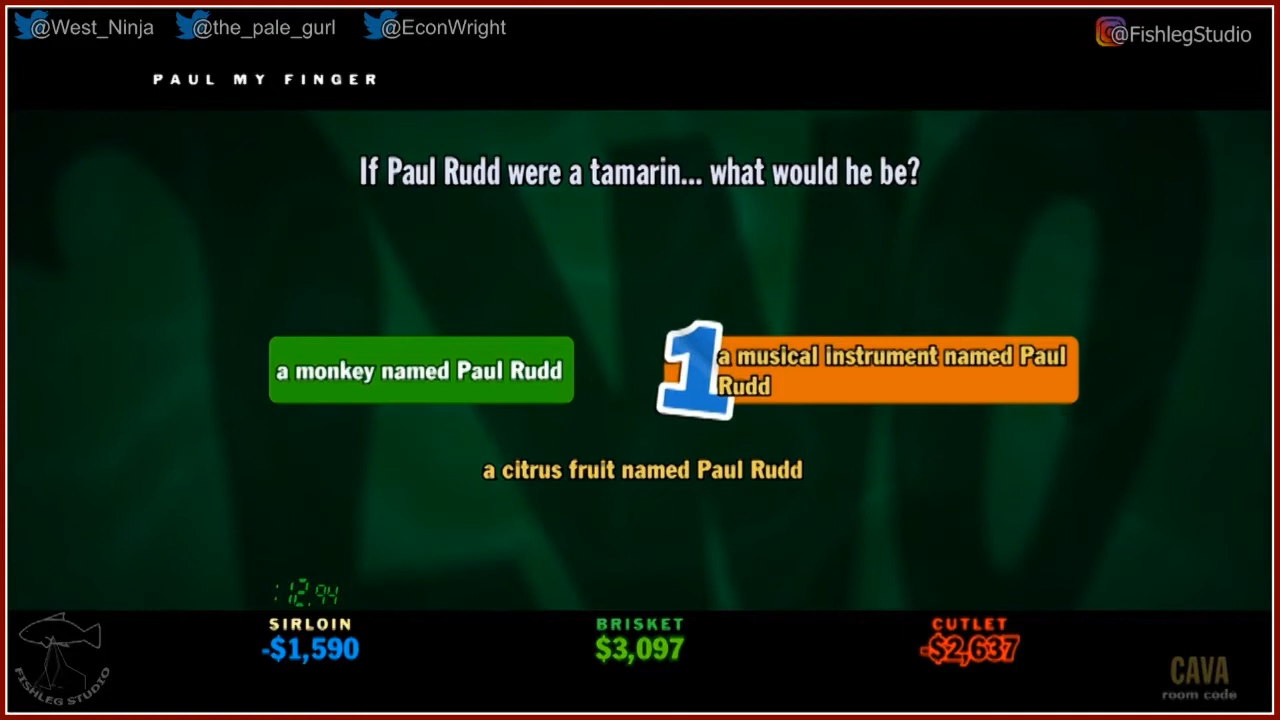 @West_Ninja @the_pale_gurl @EconWright @FishlegStudio
PAUL MY FINGER
If Paul Rudd were a tamarin... what would he be?
a monkey named Paul Rudd
1
a musical instrument named Paul
Rudd
a citrus fruit named Paul Rudd
:12.94
SIRLOIN BRISKET CUTLET
-$1,590 $3,097 -$2,637
CAVA
room code
FISHLEG STUDIO